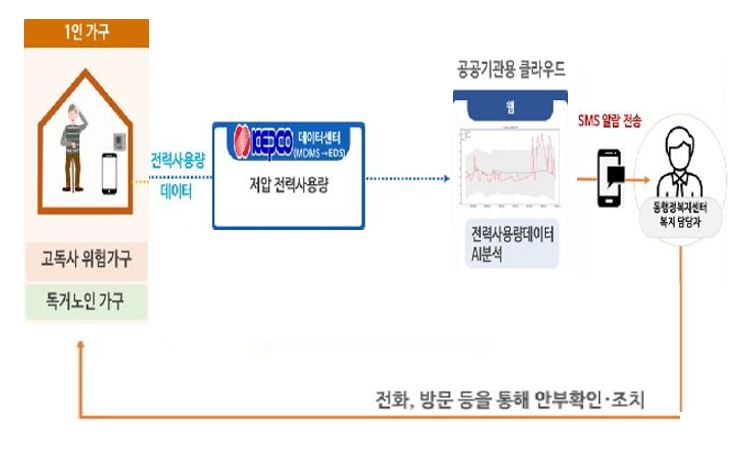 1인 가구
고독사 위험가구
독거노인 가구
전력사용량
데이터
KEPCO 데이터센터
(MDMS→EDS)
저압 전력사용량
공공기관용 클라우드
웹
전력사용량데이터
AI분석
SMS 알람 전송
동행정복지센터
복지 담당자
전화, 방문 등을 통해 안부확인·조치